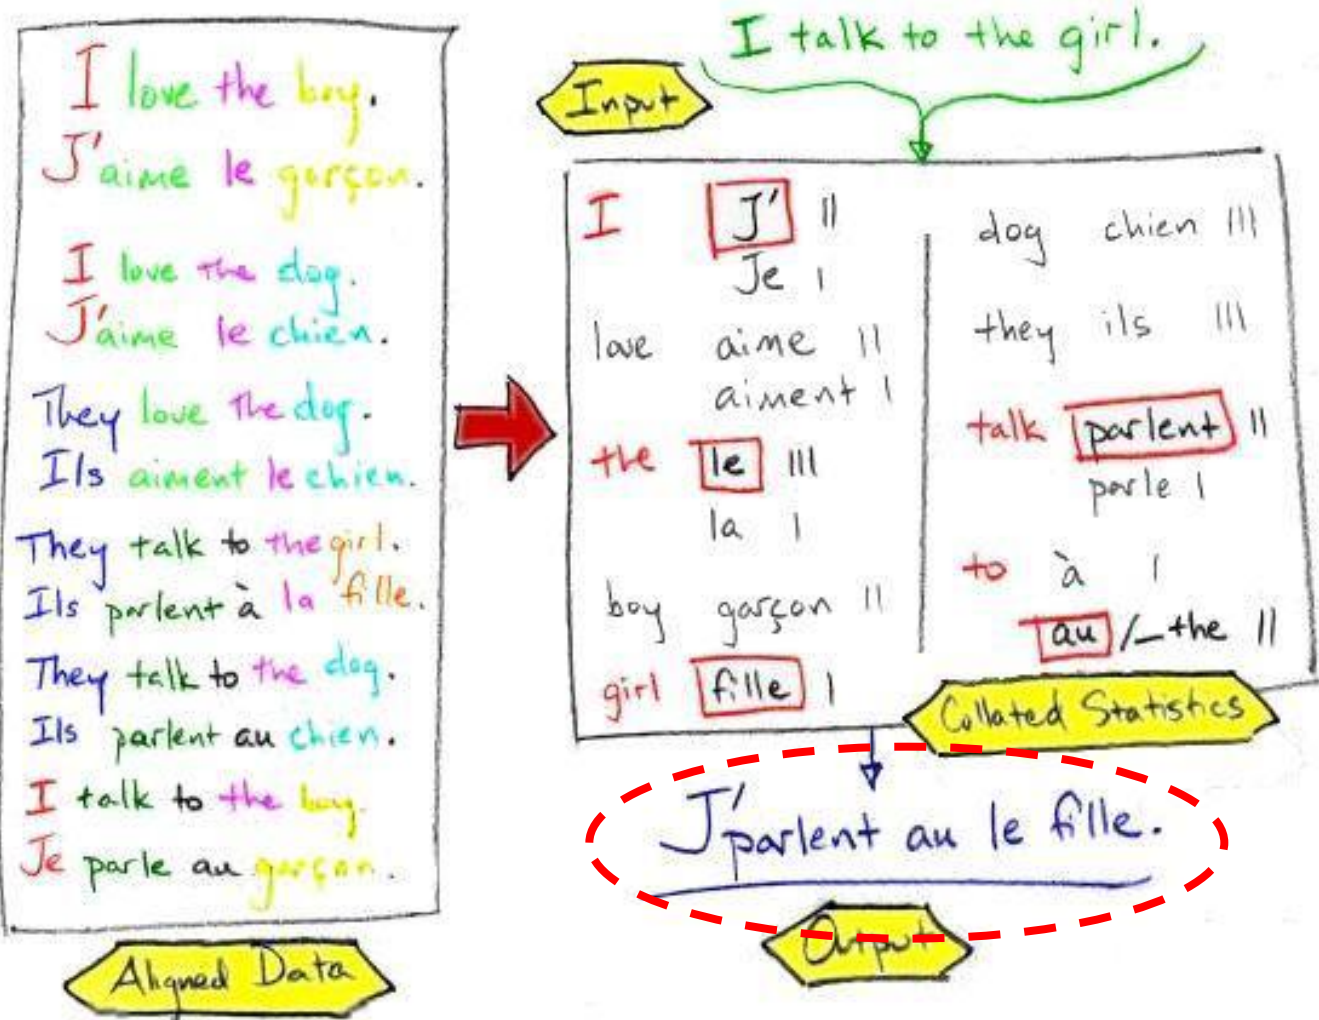 I love the boy.
J'aime le garçon.
I love the dog.
J'aime le chien.
They love the dog.
Ils aiment le chien.
They talk to the girl.
Ils parlent à la fille.
They talk to the dog.
Ils parlent au chien.
I talk to the boy.
Je parle au garçon.
Aligned Data
I talk to the girl.
Input
I J' ||
Je |
love aime ||
aiment |
the le |||
la |
boy garçon ||
girl fille |
dog chien |||
they ils |||
talk parlent ||
parle |
to à |
au /_the ||
Collated Statistics
J'parlent au le fille.
Output